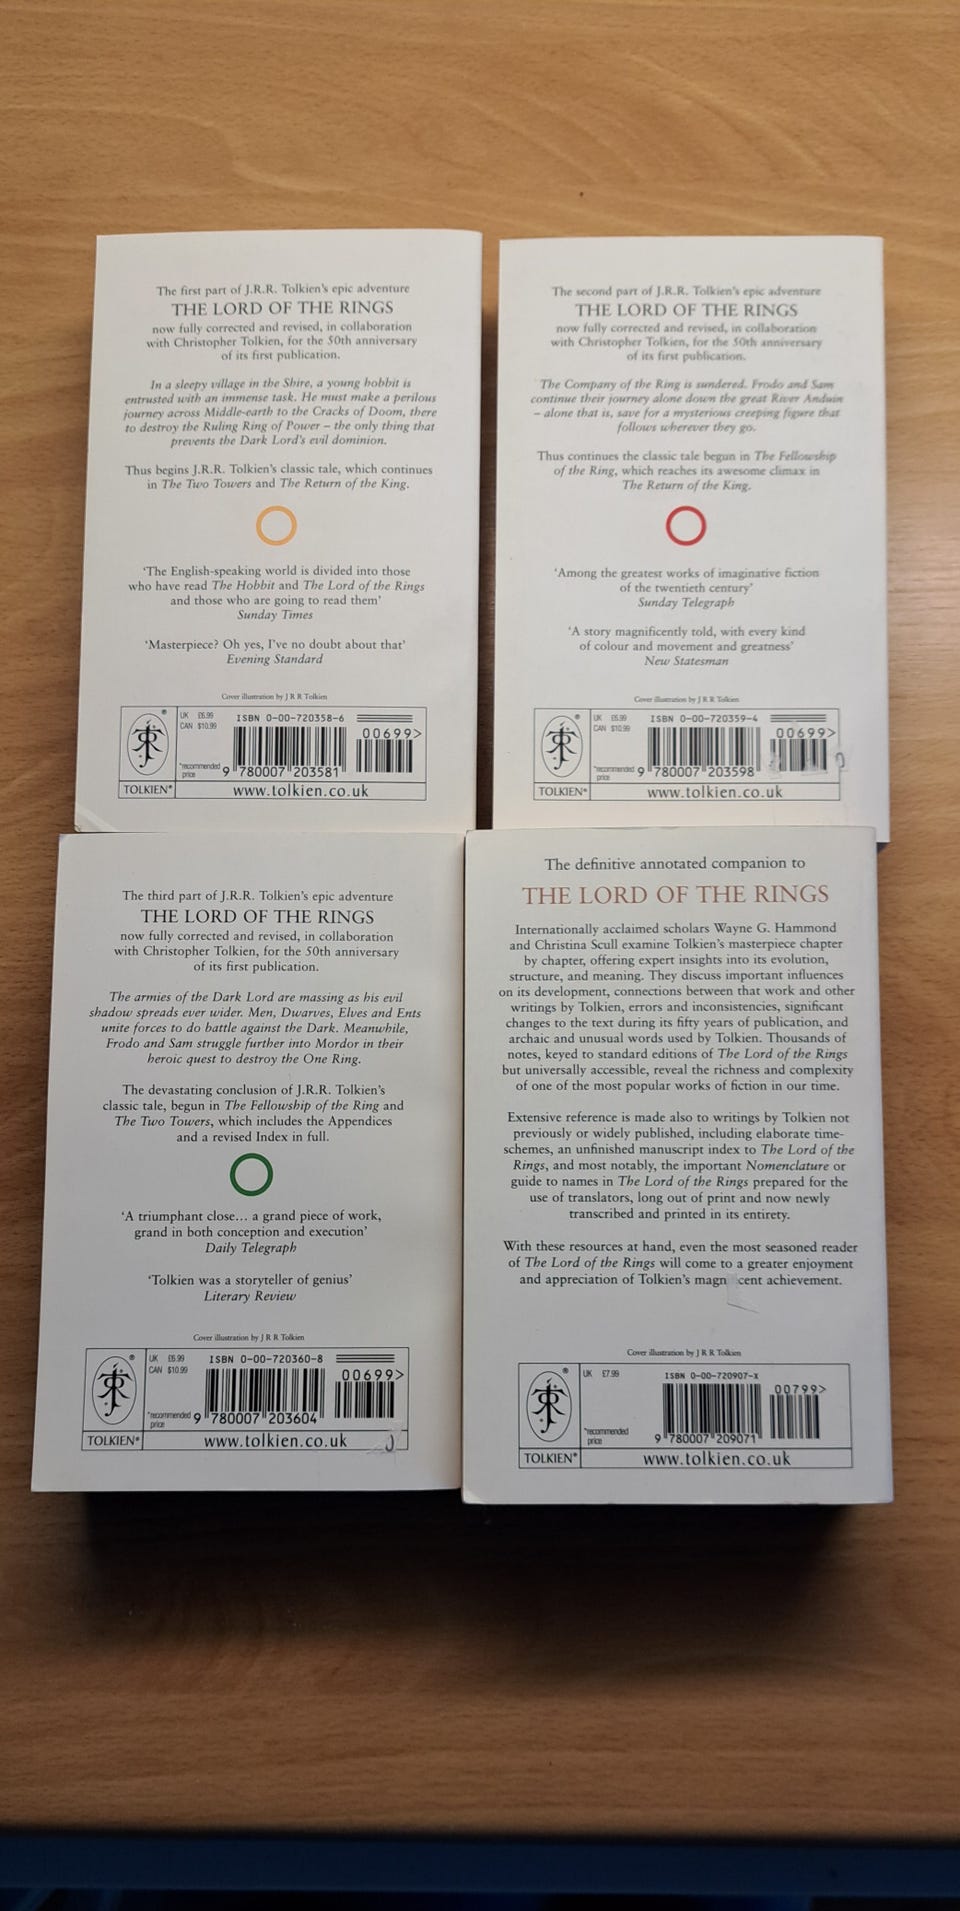 The first part of J.R.R. Tolkien's epic adventure
THE LORD OF THE RINGS
now fully corrected and revised, in collaboration
with Christopher Tolkien, for the 50th anniversary
of its first publication.
In a sleepy village in the Shire, a young hobbit is
entrusted with an immense task. He must make a perilous
journey across Middle-earth to the Cracks of Doom, there
to destroy the Ruling Ring of Power – the only thing that
prevents the Dark Lord's evil dominion.
Thus begins J.R.R. Tolkien's classic tale, which continues
in The Two Towers and The Return of the King.
'The English-speaking world is divided into those
who have read The Hobbit and The Lord of the Rings
and those who are going to read them'
Sunday Times
'Masterpiece? Oh yes, I've no doubt about that'
Evening Standard
Cover illustration by J R R Tolkien
UK £6.99
CAN $10.99
*recommended
price
ISBN 0-00-720358-6
00699>
9 780007 203581
TOLKIEN®
www.tolkien.co.uk
The second part of J.R.R. Tolkien's epic adventure
THE LORD OF THE RINGS
now fully corrected and revised, in collaboration
with Christopher Tolkien, for the 50th anniversary
of its first publication.
The Company of the Ring is sundered. Frodo and Sam
continue their journey alone down the great River Anduin
– alone that is, save for a mysterious creeping figure that
follows wherever they go.
Thus continues the classic tale begun in The Fellowship
of the Ring, which reaches its awesome climax in
The Return of the King.
'Among the greatest works of imaginative fiction
of the twentieth century'
Sunday Telegraph
'A story magnificently told, with every kind
of colour and movement and greatness'
New Statesman
Cover illustration by J R R Tolkien
UK £6.99
CAN $10.99
*recommended
price
ISBN 0-00-720359-4
00699>
9 780007 203598
TOLKIEN®
www.tolkien.co.uk
The third part of J.R.R. Tolkien's epic adventure
THE LORD OF THE RINGS
now fully corrected and revised, in collaboration
with Christopher Tolkien, for the 50th anniversary
of its first publication.
The armies of the Dark Lord are massing as his evil
shadow spreads ever wider. Men, Dwarves, Elves and Ents
unite forces to do battle against the Dark. Meanwhile,
Frodo and Sam struggle further into Mordor in their
heroic quest to destroy the One Ring.
The devastating conclusion of J.R.R. Tolkien's
classic tale, begun in The Fellowship of the Ring and
The Two Towers, which includes the Appendices
and a revised Index in full.
'A triumphant close... a grand piece of work,
grand in both conception and execution'
Daily Telegraph
'Tolkien was a storyteller of genius'
Literary Review
Cover illustration by J R R Tolkien
UK £6.99
CAN $10.99
*recommended
price
ISBN 0-00-720360-8
00699>
9 780007 203604
TOLKIEN®
www.tolkien.co.uk
The definitive annotated companion to
THE LORD OF THE RINGS
Internationally acclaimed scholars Wayne G. Hammond
and Christina Scull examine Tolkien's masterpiece chapter
by chapter, offering expert insights into its evolution,
structure, and meaning. They discuss important influences
on its development, connections between that work and other
writings by Tolkien, errors and inconsistencies, significant
changes to the text during its fifty years of publication, and
archaic and unusual words used by Tolkien. Thousands of
notes, keyed to standard editions of The Lord of the Rings
but universally accessible, reveal the richness and complexity
of one of the most popular works of fiction in our time.
Extensive reference is made also to writings by Tolkien not
previously or widely published, including elaborate time-
schemes, an unfinished manuscript index to The Lord of the
Rings, and most notably, the important Nomenclature or
guide to names in The Lord of the Rings prepared for the
use of translators, long out of print and now newly
transcribed and printed in its entirety.
With these resources at hand, even the most seasoned reader
of The Lord of the Rings will come to a greater enjoyment
and appreciation of Tolkien's magn cent achievement.
Cover illustration by J R R Tolkien
UK £7.99
*recommended
price
ISBN 0-00-720907-X
00799>
9 780007 209071
TOLKIEN®
www.tolkien.co.uk